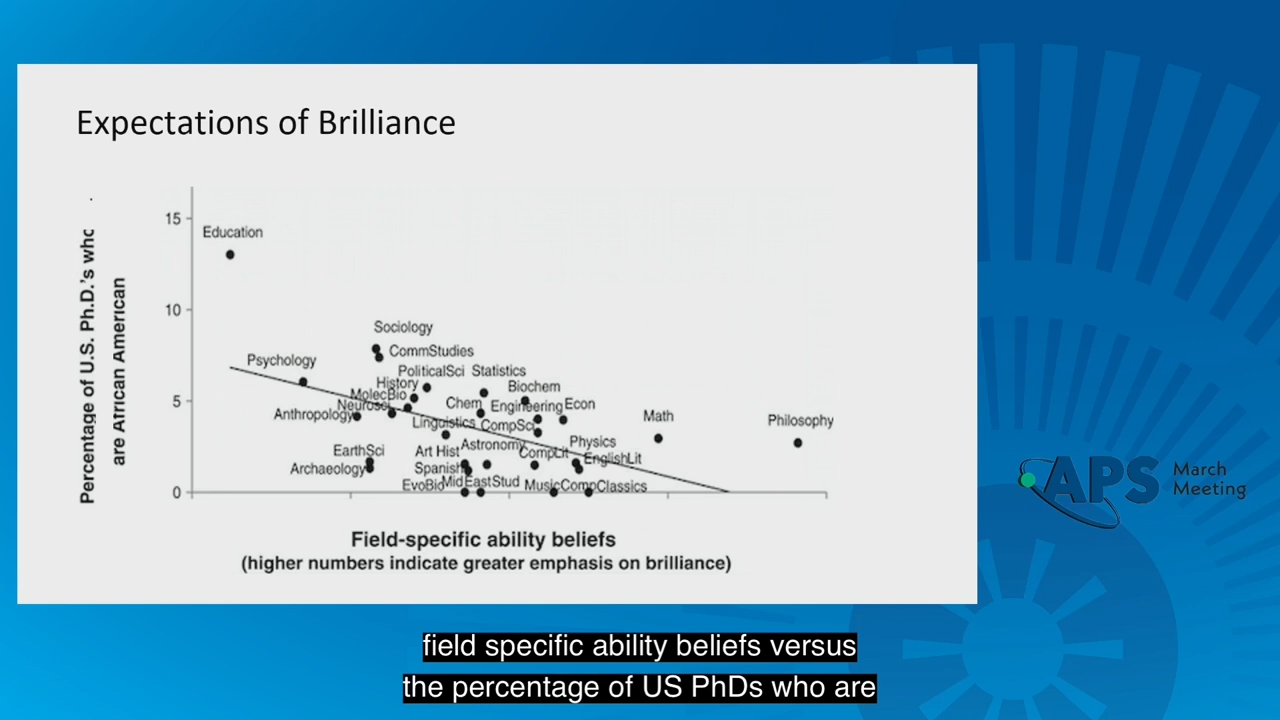 Expectations of Brilliance
Percentage of U.S. Ph.D.'s who
are African American
15
10
5
0
Education
Sociology
CommStudies
Psychology
PoliticalSci
Statistics
History
Biochem
MolecBio
Neurosci
Chem
Engineering
Econ
Anthropology
Linguistics
CompSci
Math
Philosophy
Physics
EarthSci
Art Hist
Astronomy
CompLit
EnglishLit
Archaeology
Spanish
EvoBio
MidEastStud
MusicComp
Classics
Field-specific ability beliefs
(higher numbers indicate greater emphasis on brilliance)
APS
March
Meeting
field specific ability beliefs versus
the percentage of US PhDs who are